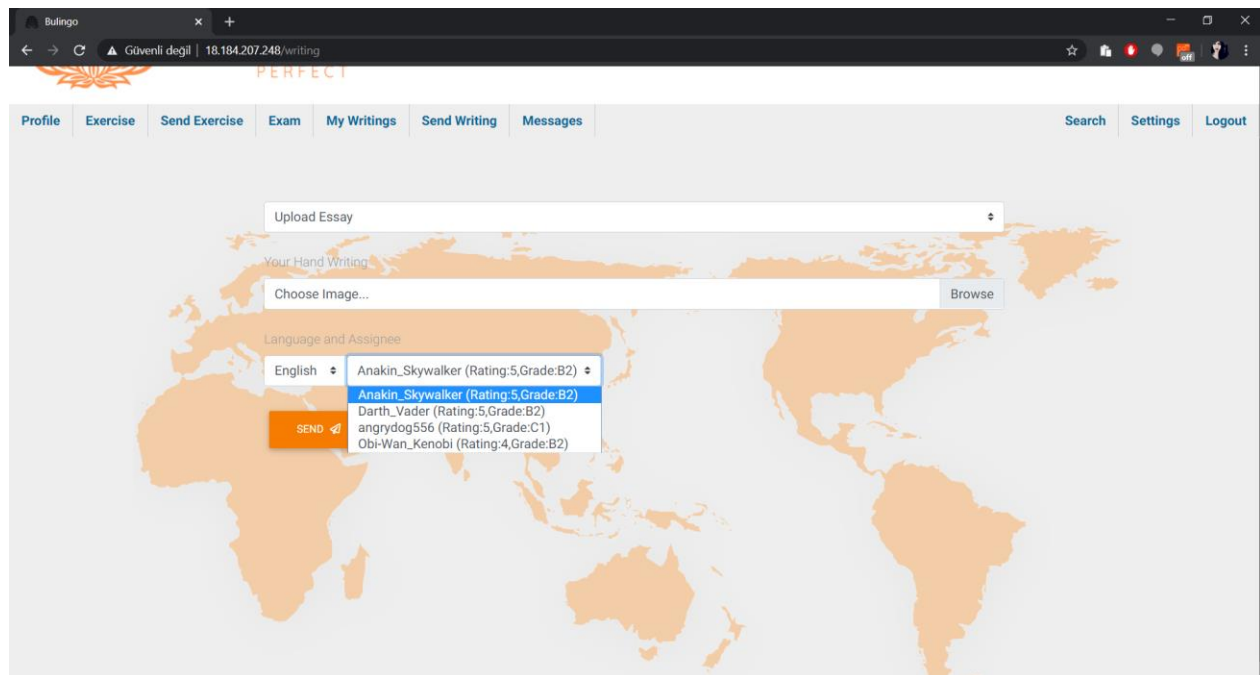 Bulingo
Güvenli değil | 18.184.207.248/writing
off
PERFECT
Profile Exercise Send Exercise Exam My Writings Send Writing Messages Search Settings Logout
Upload Essay
Your Hand Writing
Choose Image... Browse
Language and Assignee
English Anakin_Skywalker (Rating:5,Grade:B2)
Anakin_Skywalker (Rating:5,Grade:B2)
Darth_Vader (Rating:5,Grade:B2)
SEND angrydog556 (Rating:5,Grade:C1)
Obi-Wan_Kenobi (Rating:4,Grade:B2)